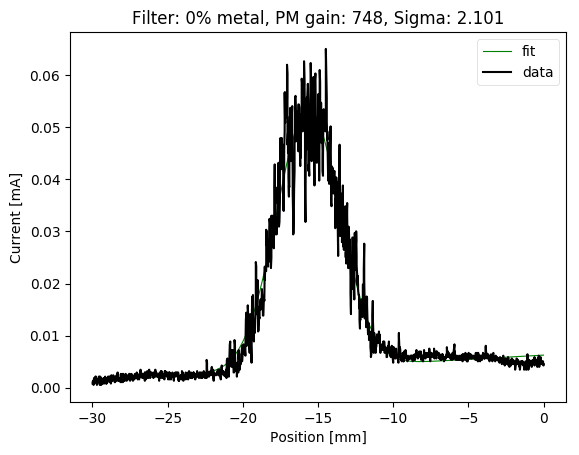 Filter: 0% metal, PM gain: 748, Sigma: 2.101
fit
data
0.06
0.05
0.04
0.03
0.02
0.01
0.00
Current [mA]
−30
−25
−20
−15
−10
−5
0
Position [mm]